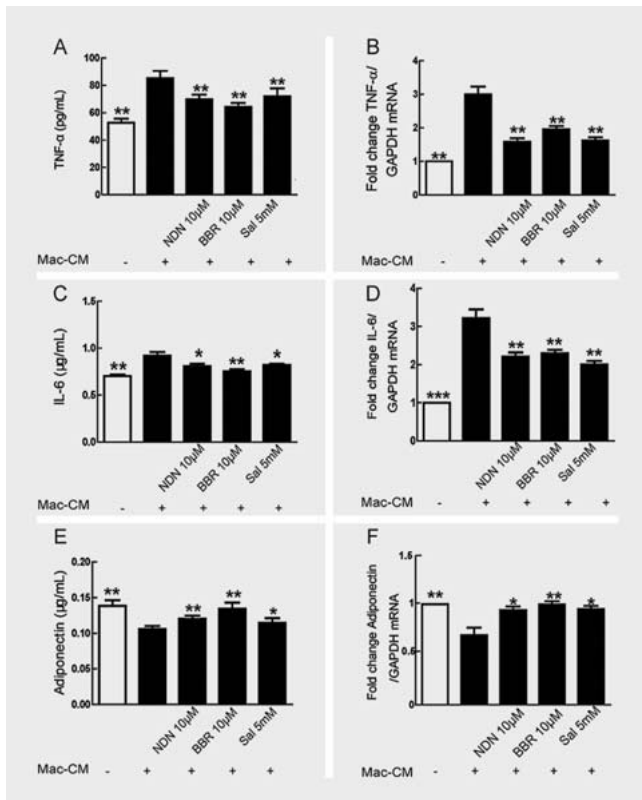 A
TNF-α (pg/mL)
100
80
60
40
20
0
**
**
**
**
NDN 10μM
BBR 10μM
Sal 5mM
Mac-CM - + + + +
B
Fold change TNF-α/
GAPDH mRNA
4
3
2
1
0
**
**
**
**
NDN 10μM
BBR 10μM
Sal 5mM
Mac-CM - + + + +
C
IL-6 (μg/mL)
1.5
1.0
0.5
0.0
**
*
**
*
NDN 10μM
BBR 10μM
Sal 5mM
Mac-CM - + + + +
D
Fold change IL-6/
GAPDH mRNA
4
3
2
1
0
***
**
**
**
NDN 10μM
BBR 10μM
Sal 5mM
Mac-CM - + + + +
E
Adiponectin (μg/mL)
0.20
0.15
0.10
0.05
0.00
**
**
**
*
NDN 10μM
BBR 10μM
Sal 5mM
Mac-CM - + + + +
F
Fold change Adiponectin
/GAPDH mRNA
1.5
1
0.5
0
**
*
**
*
NDN 10μM
BBR 10μM
Sal 5mM
Mac-CM - + + + +